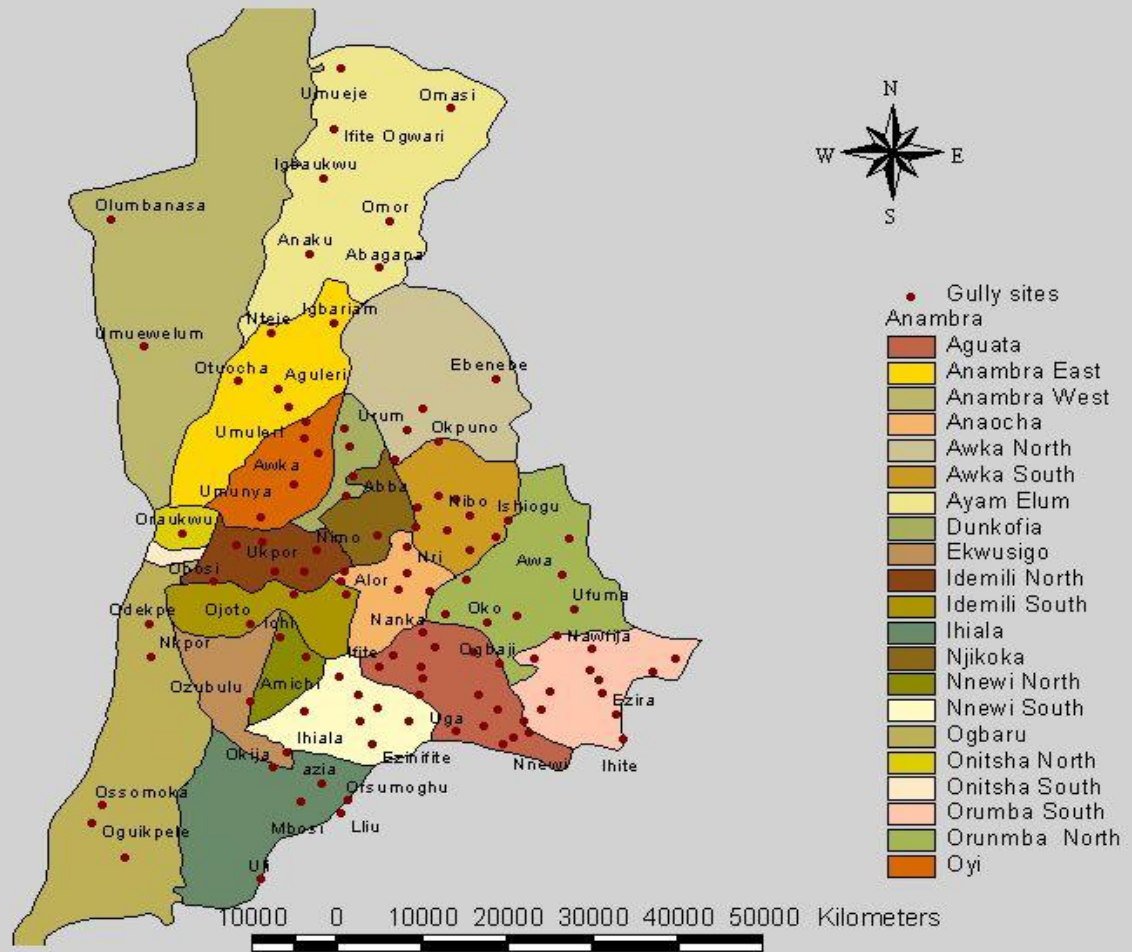 N
W E
S
Umueje
Omasi
Ifite Ogwari
Igbaukwu
Olumbanasa
Omor
Anaku
Abagana
Igbariam
Nteje
Umuewelum
Otuocha
Aguleri
Ebenebe
Urum
Okpuno
Umuleri
Awka
Abba
Umunya
Nibo
Ishiogu
Oraukwu
Nimo
Ukpor
Nri
Awa
Obosi
Alor
Ufuma
Odekpe
Ojoto
Oko
Ichi
Nanka
Nkpor
Ifite
Ogbaji
Nawfija
Ozubulu
Amichi
Ezira
Uga
Ihiala
Ezinifite
Nnewi
Ihite
Okija
azia
Ofsumoghu
Ossomoka
Mbosi
Lliu
Oguikpele
Uli
Gully sites
Anambra
Aguata
Anambra East
Anambra West
Anaocha
Awka North
Awka South
Ayam Elum
Dunkofia
Ekwusigo
Idemili North
Idemili South
Ihiala
Njikoka
Nnewi North
Nnewi South
Ogbaru
Onitsha North
Onitsha South
Orumba South
Orunmba North
Oyi
10000 0 10000 20000 30000 40000 50000 Kilometers